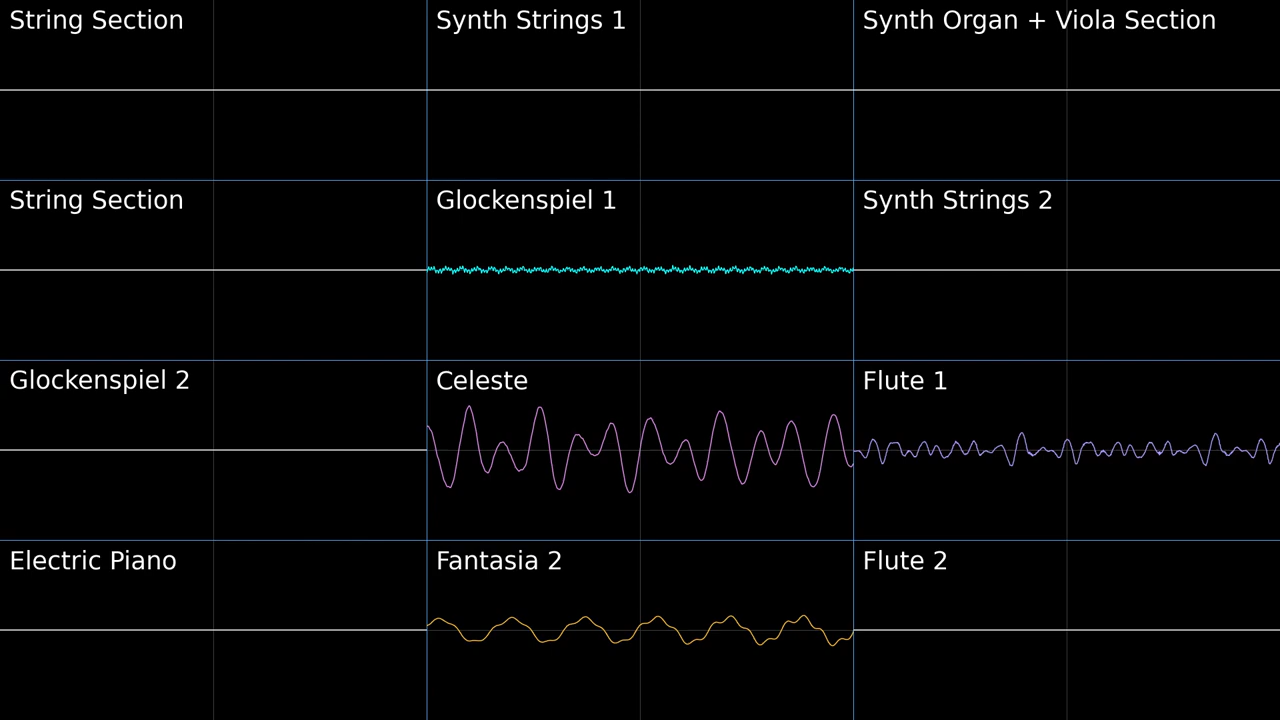 String Section
Synth Strings 1
Synth Organ + Viola Section
String Section
Glockenspiel 1
Synth Strings 2
Glockenspiel 2
Celeste
Flute 1
Electric Piano
Fantasia 2
Flute 2